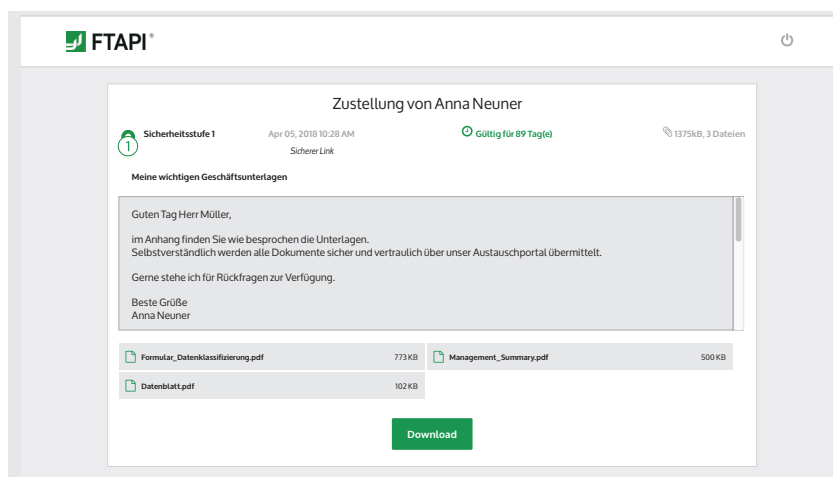 FTAPI®
Zustellung von Anna Neuner
1 Sicherheitsstufe 1 Apr 05, 2018 10:28 AM Gültig für 89 Tag(e) 1375kB, 3 Dateien
Sicherer Link
Meine wichtigen Geschäftsunterlagen
Guten Tag Herr Müller,
im Anhang finden Sie wie besprochen die Unterlagen.
Selbstverständlich werden alle Dokumente sicher und vertraulich über unser Austauschportal übermittelt.
Gerne stehe ich für Rückfragen zur Verfügung.
Beste Grüße
Anna Neuner
Formular_Datenklassifizierung.pdf 773 KB Management_Summary.pdf 500 KB
Datenblatt.pdf 102 KB
Download